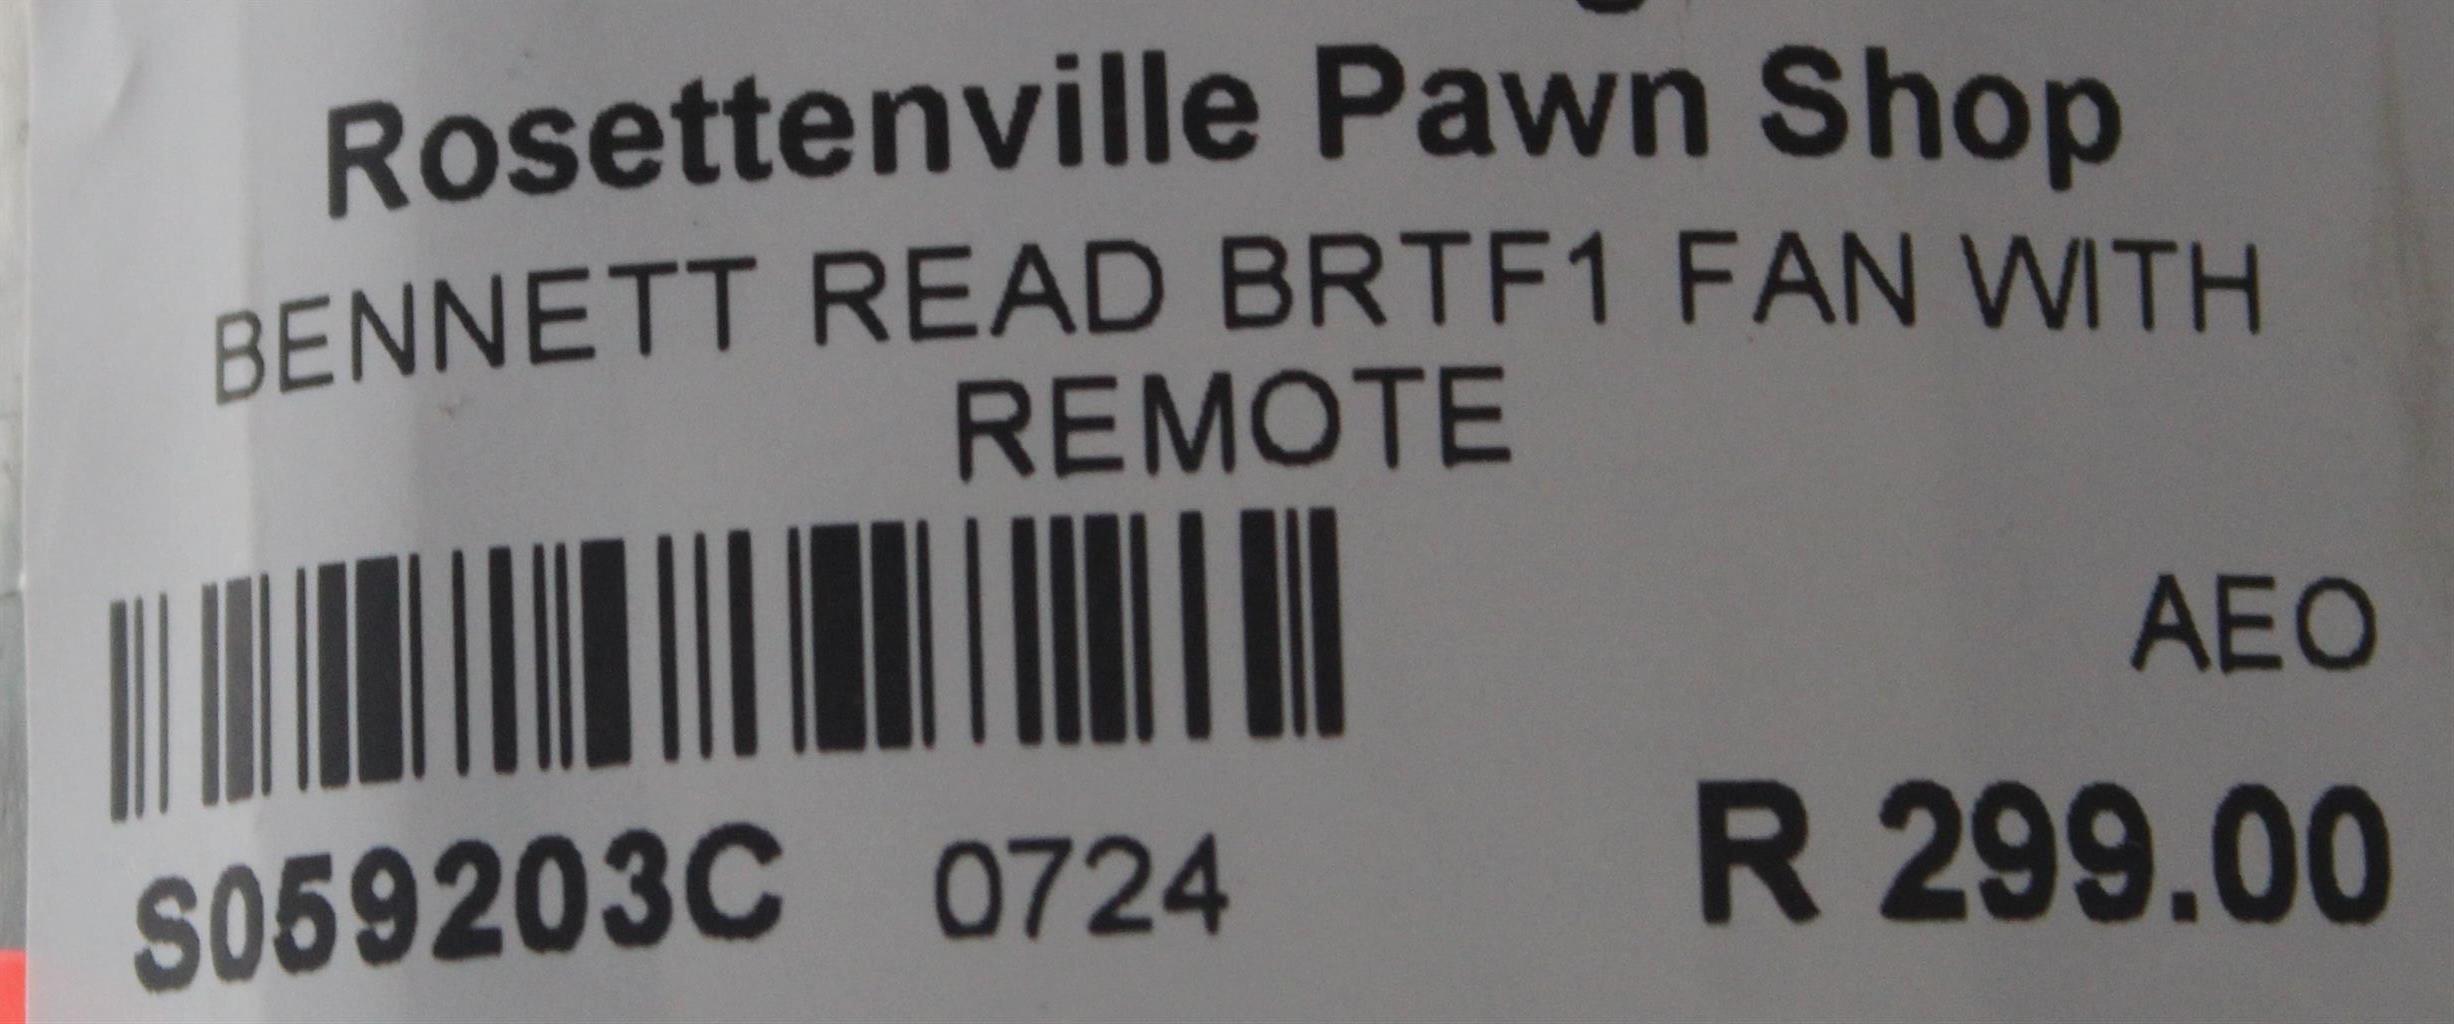 Rosettenville Pawn Shop
BENNETT READ BRTF1 FAN WITH
REMOTE
AEO
S059203C 0724 R 299.00